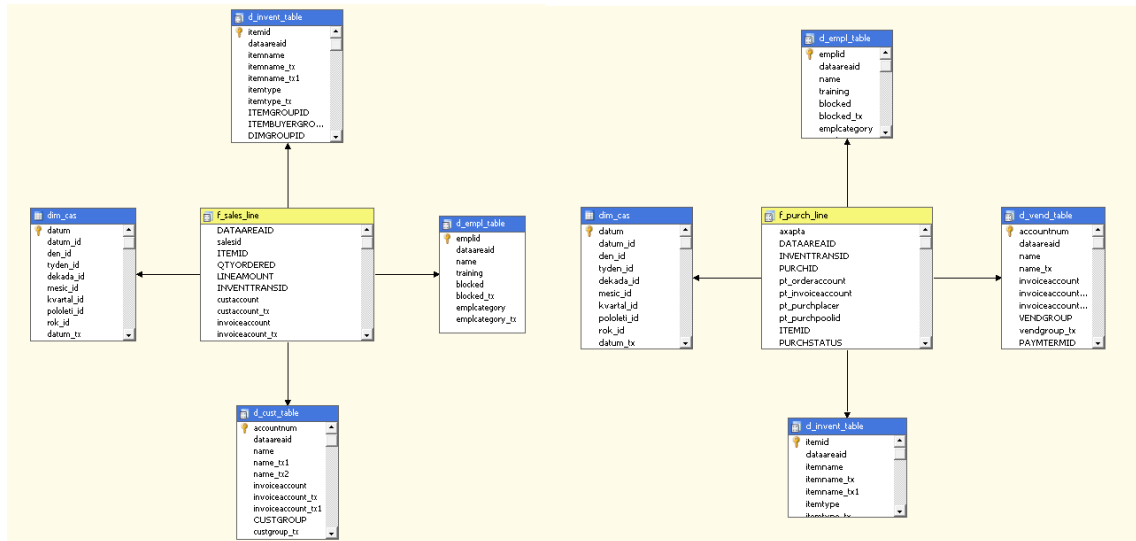 d_invent_table
itemid
dataareaid
itemname
itemname_tx
itemname_tx1
itemtype
itemtype_tx
ITEMGROUPID
ITEMBUYERGRO...
DIMGROUPID
dim_cas
datum
datum_id
den_id
tyden_id
dekada_id
mesic_id
kvartal_id
pololeti_id
rok_id
datum_tx
f_sales_line
DATAAREAID
salesid
ITEMID
QTYORDERED
LINEAMOUNT
INVENTTRANSID
custaccount
custaccount_tx
invoiceaccount
invoiceacount_tx
d_empl_table
emplid
dataareaid
name
training
blocked
blocked_tx
emplcategory
emplcategory_tx
d_cust_table
accountnum
dataareaid
name
name_tx1
name_tx2
invoiceaccount
invoiceaccount_tx
invoiceaccount_tx1
CUSTGROUP
custgroup_tx
d_empl_table
emplid
dataareaid
name
training
blocked
blocked_tx
emplcategory
dim_cas
datum
datum_id
den_id
tyden_id
dekada_id
mesic_id
kvartal_id
pololeti_id
rok_id
datum_tx
f_purch_line
axapta
DATAAREAID
INVENTTRANSID
PURCHID
pt_orderaccount
pt_invoiceaccount
pt_purchplacer
pt_purchpoolid
ITEMID
PURCHSTATUS
d_vend_table
accountnum
dataareaid
name
name_tx
invoiceaccount
invoiceaccount...
invoiceaccount...
VENDGROUP
vendgroup_tx
PAYMTERMID
d_invent_table
itemid
dataareaid
itemname
itemname_tx
itemname_tx1
itemtype
itemtype_tx